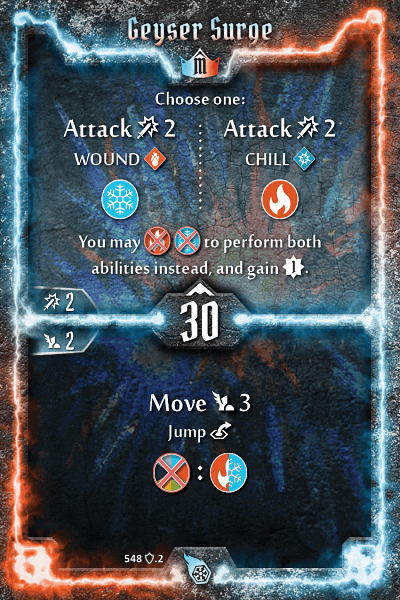 Geyser Surge
M
Choose one:
Attack 2
WOUND
Attack 2
CHILL
You may to perform both
abilities instead, and gain 1.
2
30
2
Move 3
Jump
:
548 .2